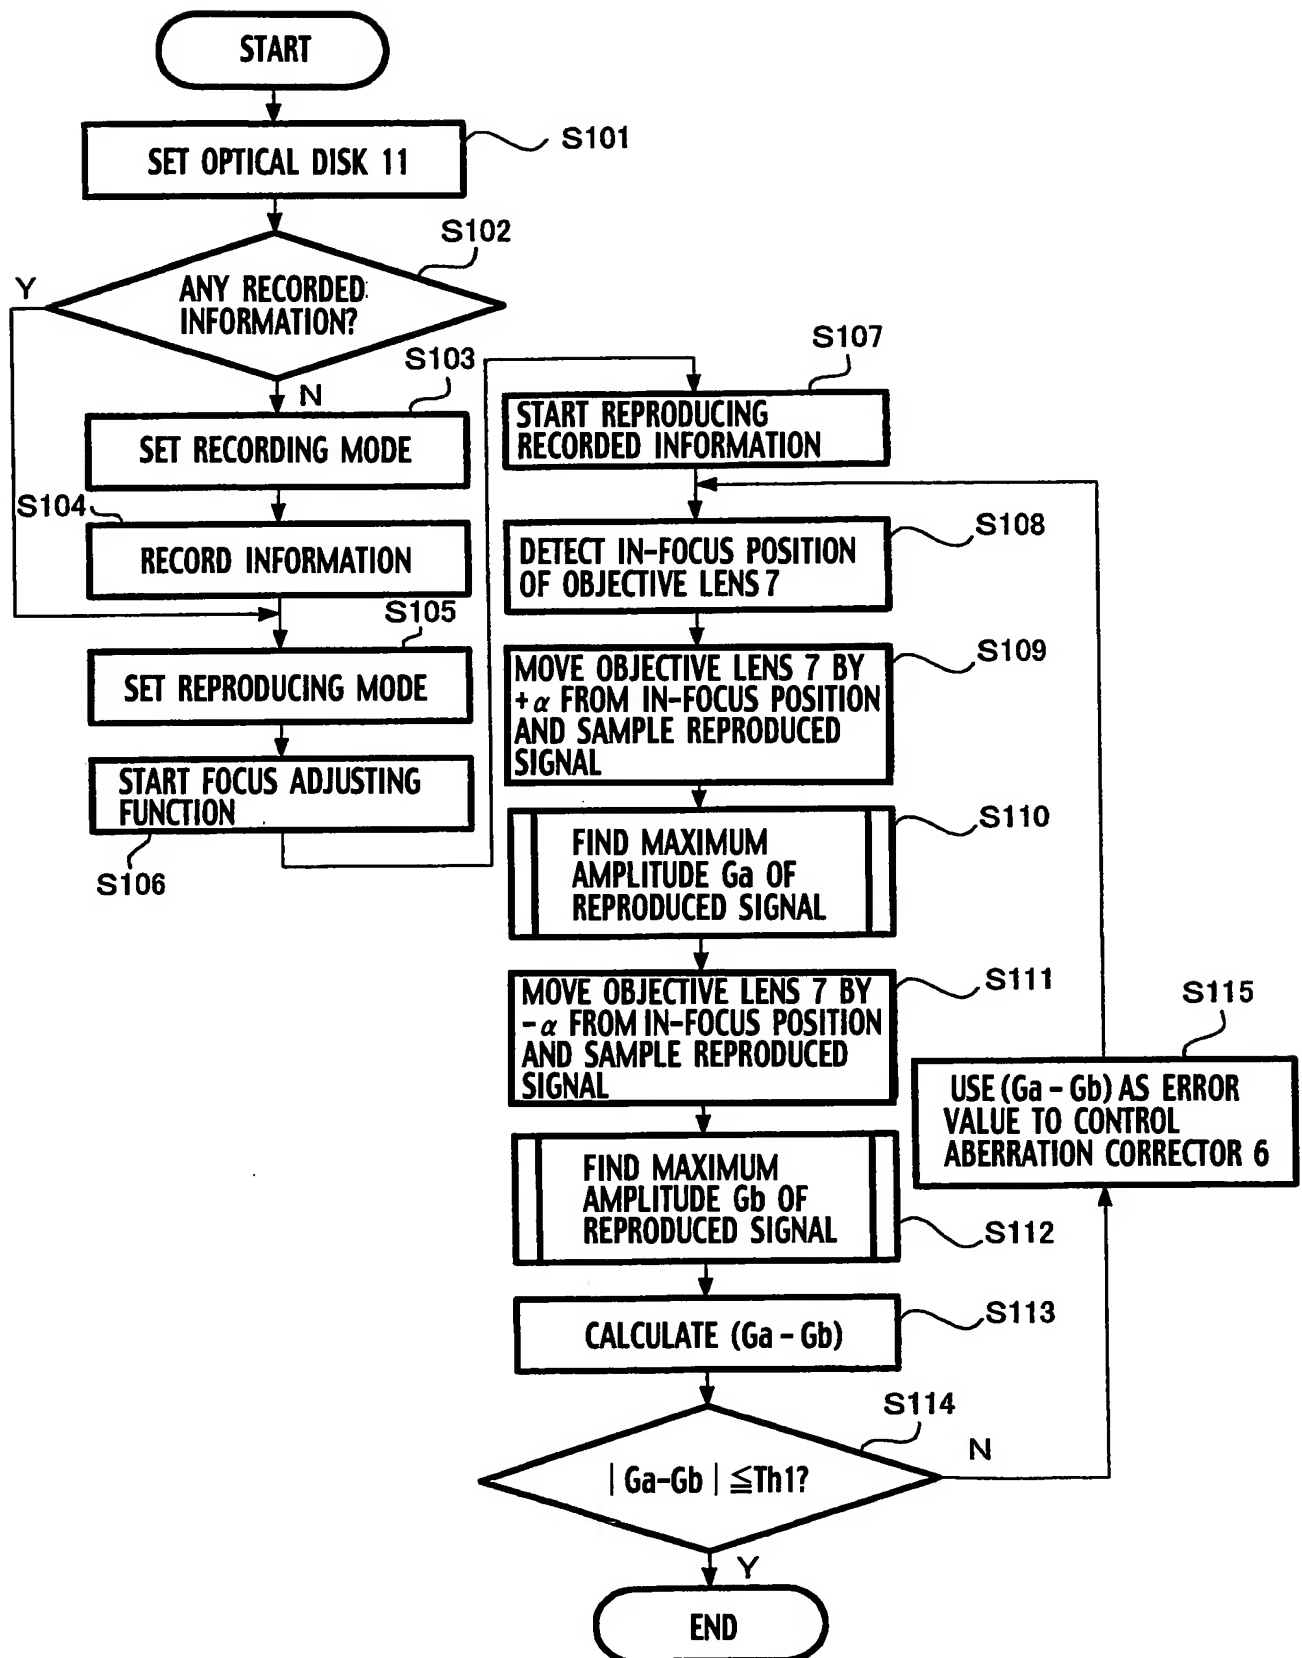 START
SET OPTICAL DISK 11
S101
S102
Y
ANY RECORDED
INFORMATION?
N
S103
SET RECORDING MODE
S104
RECORD INFORMATION
S105
SET REPRODUCING MODE
START FOCUS ADJUSTING
FUNCTION
S106
S107
START REPRODUCING
RECORDED INFORMATION
S108
DETECT IN-FOCUS POSITION
OF OBJECTIVE LENS 7
S109
MOVE OBJECTIVE LENS 7 BY
+α FROM IN-FOCUS POSITION
AND SAMPLE REPRODUCED
SIGNAL
S110
FIND MAXIMUM
AMPLITUDE Ga OF
REPRODUCED SIGNAL
S111
MOVE OBJECTIVE LENS 7 BY
-α FROM IN-FOCUS POSITION
AND SAMPLE REPRODUCED
SIGNAL
FIND MAXIMUM
AMPLITUDE Gb OF
REPRODUCED SIGNAL
S112
S113
CALCULATE (Ga - Gb)
S114
| Ga-Gb | ≦Th1?
N
S115
USE (Ga - Gb) AS ERROR
VALUE TO CONTROL
ABERRATION CORRECTOR 6
Y
END